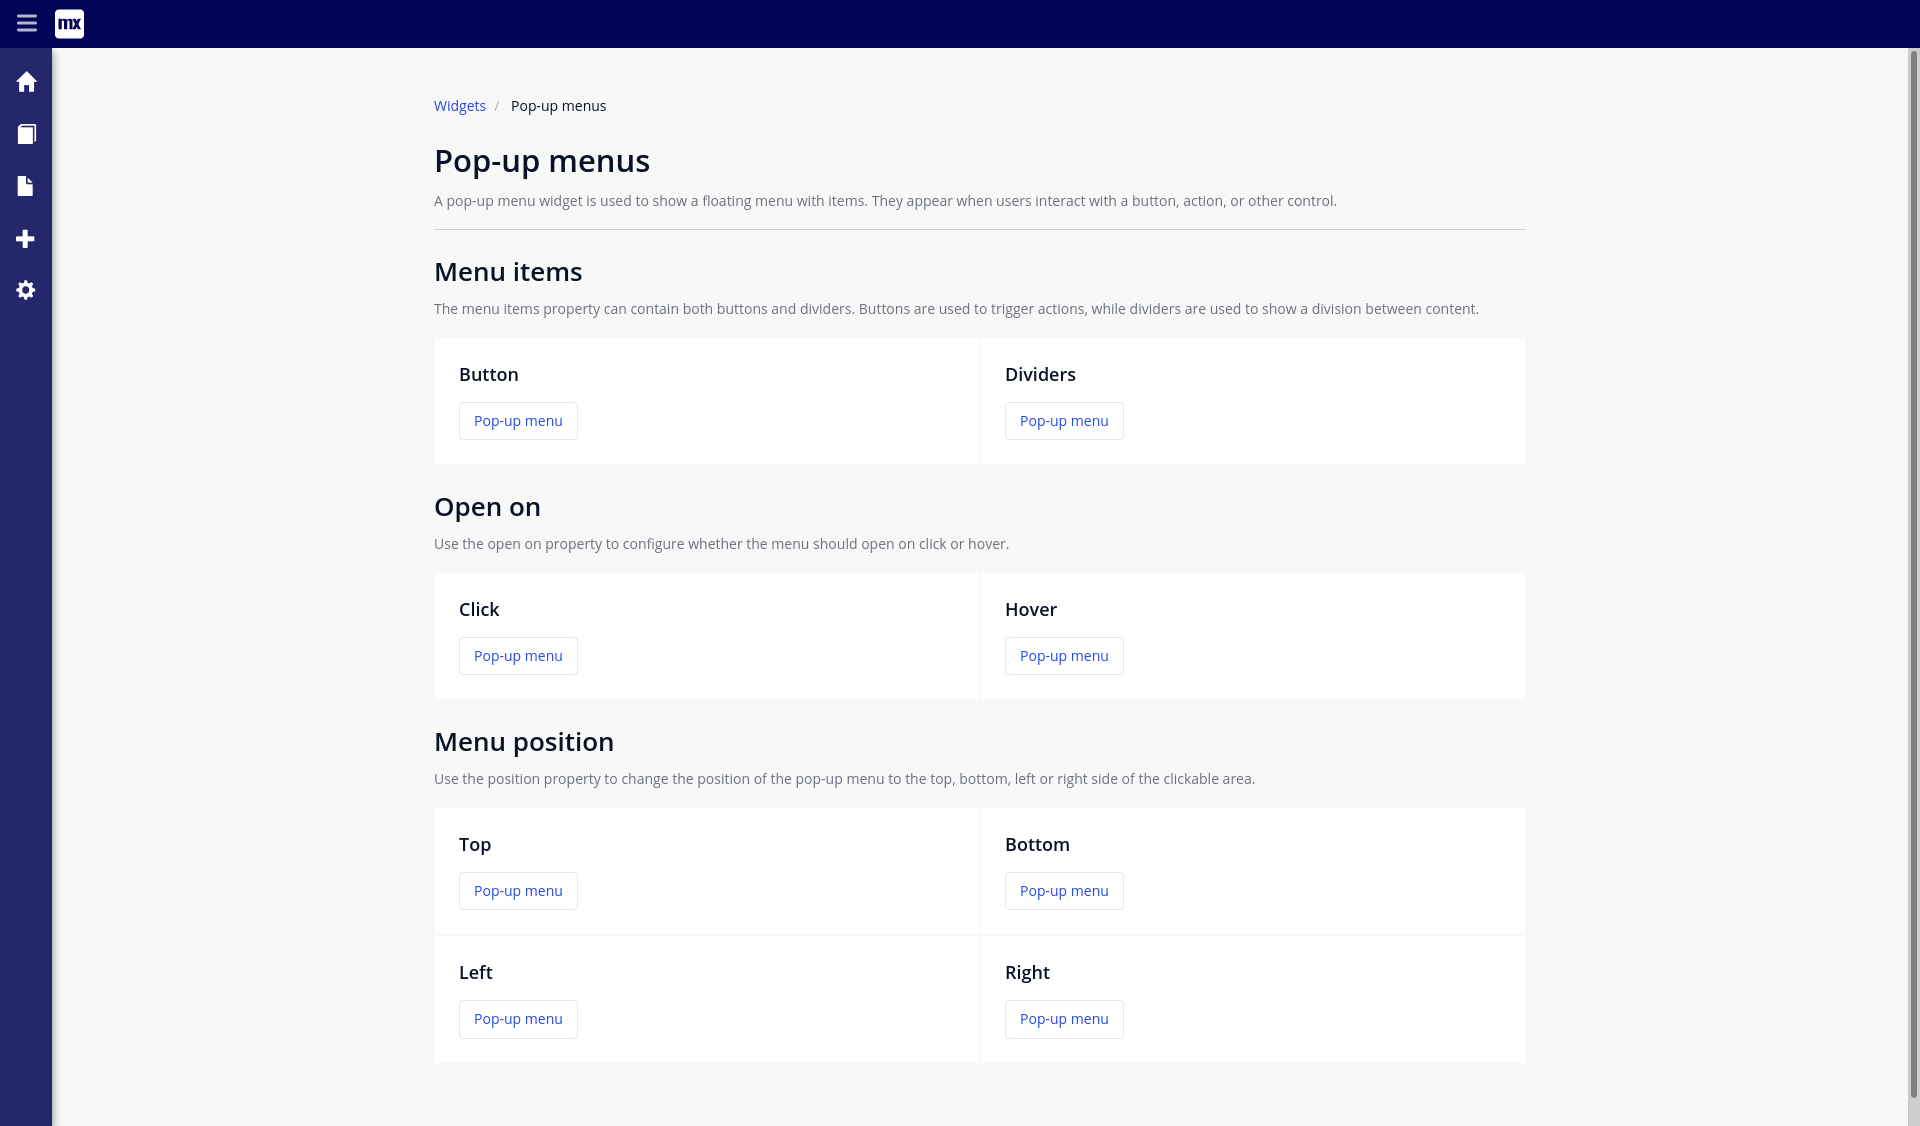 mx
Widgets / Pop-up menus
Pop-up menus
A pop-up menu widget is used to show a floating menu with items. They appear when users interact with a button, action, or other control.
Menu items
The menu items property can contain both buttons and dividers. Buttons are used to trigger actions, while dividers are used to show a division between content.
Button
Pop-up menu
Dividers
Pop-up menu
Open on
Use the open on property to configure whether the menu should open on click or hover.
Click
Pop-up menu
Hover
Pop-up menu
Menu position
Use the position property to change the position of the pop-up menu to the top, bottom, left or right side of the clickable area.
Top
Pop-up menu
Bottom
Pop-up menu
Left
Pop-up menu
Right
Pop-up menu